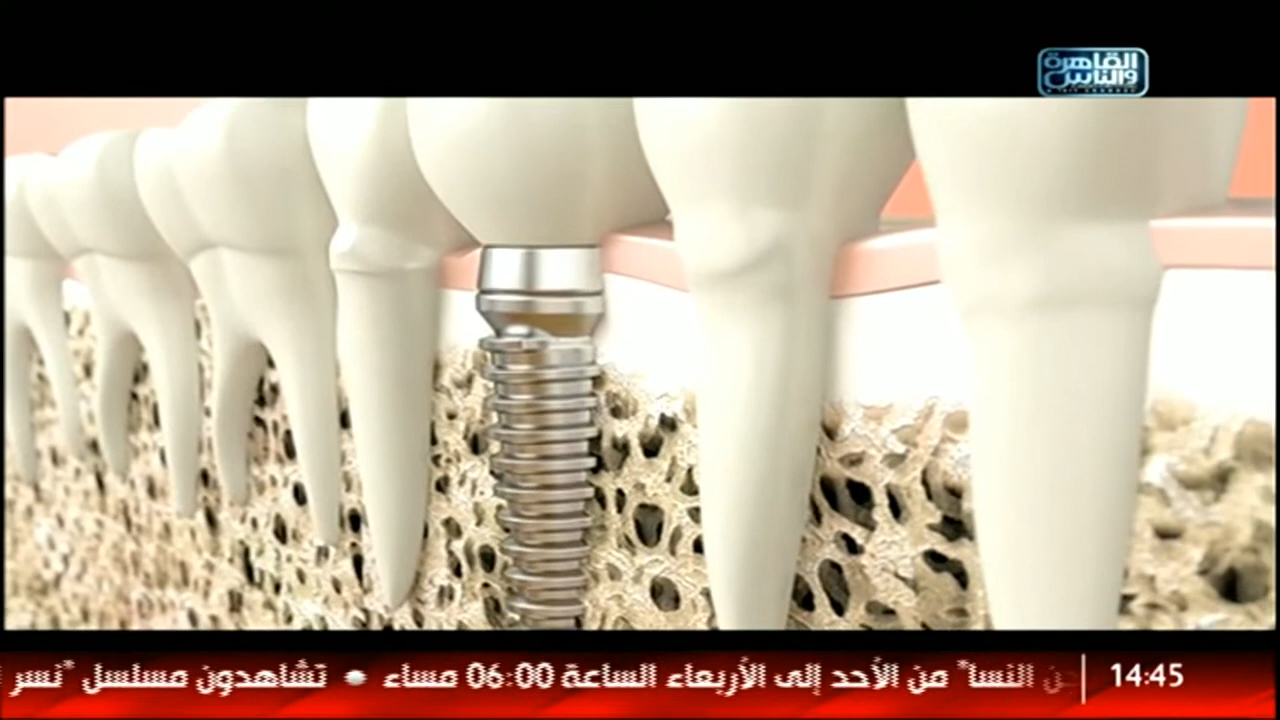 القاهرة
والناس
النسا" من الأحد إلى الأربعاء الساعة 06:00 مساء • تشاهدون مسلسل "نسر
14:45